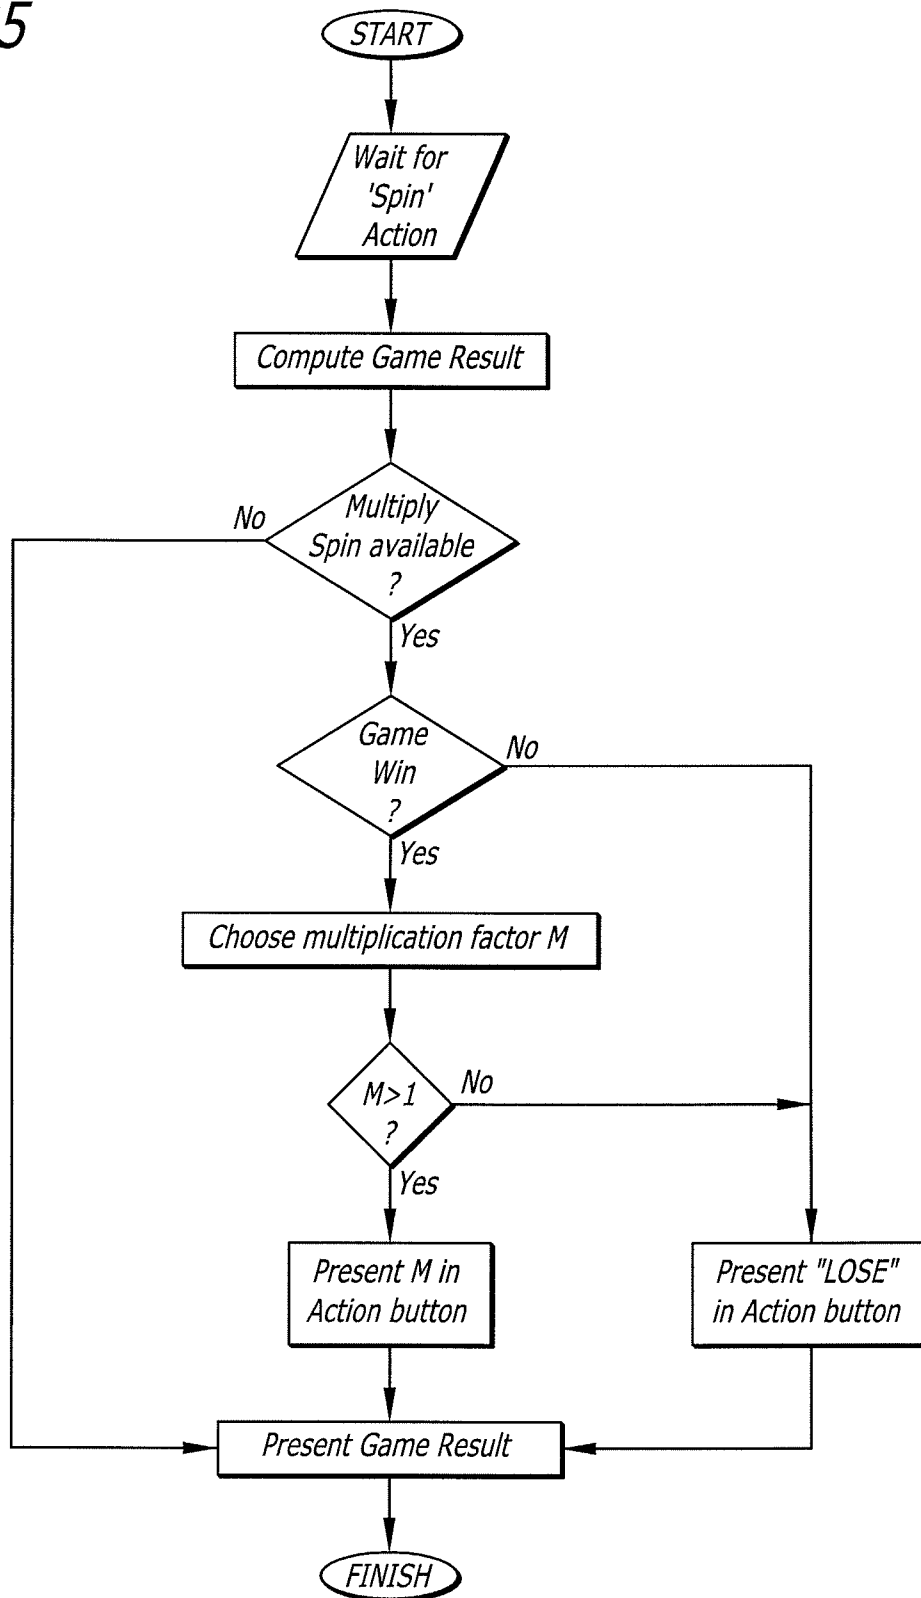 5
START
Wait for
'Spin'
Action
Compute Game Result
No
Multiply
Spin available
?
Yes
Game
Win
?
No
Yes
Choose multiplication factor M
M>1
?
No
Yes
Present M in
Action button
Present "LOSE"
in Action button
Present Game Result
FINISH